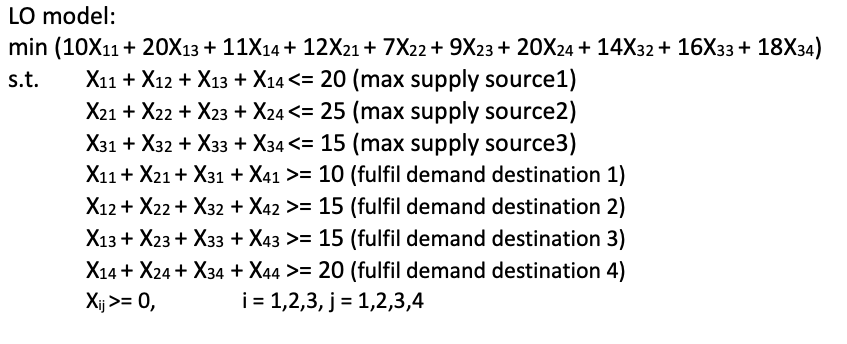 LO model:
min (10X11 + 20X13 + 11X14 + 12X21 + 7X22 + 9X23 + 20X24 + 14X32 + 16X33 + 18X34)
s.t. X11 + X12 + X13 + X14 <= 20 (max supply source1)
X21 + X22 + X23 + X24 <= 25 (max supply source2)
X31 + X32 + X33 + X34 <= 15 (max supply source3)
X11 + X21 + X31 + X41 >= 10 (fulfil demand destination 1)
X12 + X22 + X32 + X42 >= 15 (fulfil demand destination 2)
X13 + X23 + X33 + X43 >= 15 (fulfil demand destination 3)
X14 + X24 + X34 + X44 >= 20 (fulfil demand destination 4)
Xij >= 0, i = 1,2,3, j = 1,2,3,4